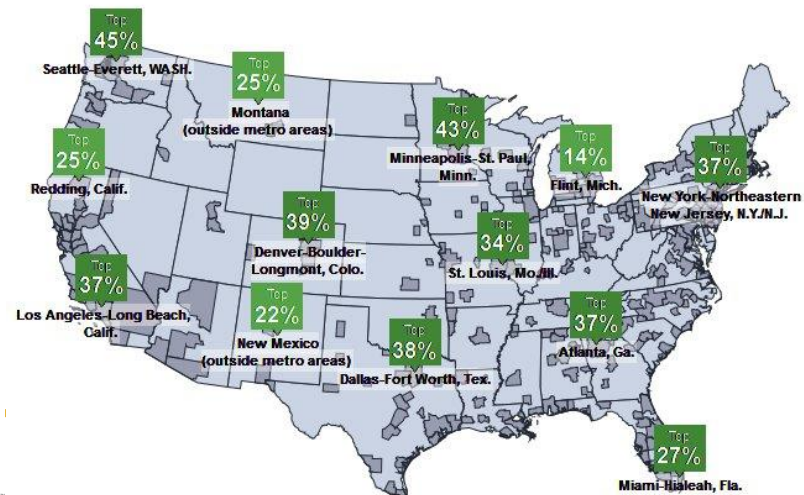 Top
45%
Seattle-Everett, WASH.
Top
25%
Montana
(outside metro areas)
Top
43%
Minneapolis-St. Paul,
Minn.
Top
14%
Flint, Mich.
Top
37%
New York-Northeastern
New Jersey, N.Y./N.J.
Top
25%
Redding, Calif.
Top
39%
Denver-Boulder-
Longmont, Colo.
Top
34%
St. Louis, Mo./Ill.
Top
37%
Los Angeles-Long Beach,
Calif.
Top
22%
New Mexico
(outside metro areas)
Top
38%
Dallas-Fort Worth, Tex.
Top
37%
Atlanta, Ga.
Top
27%
Miami-Hialeah, Fla.